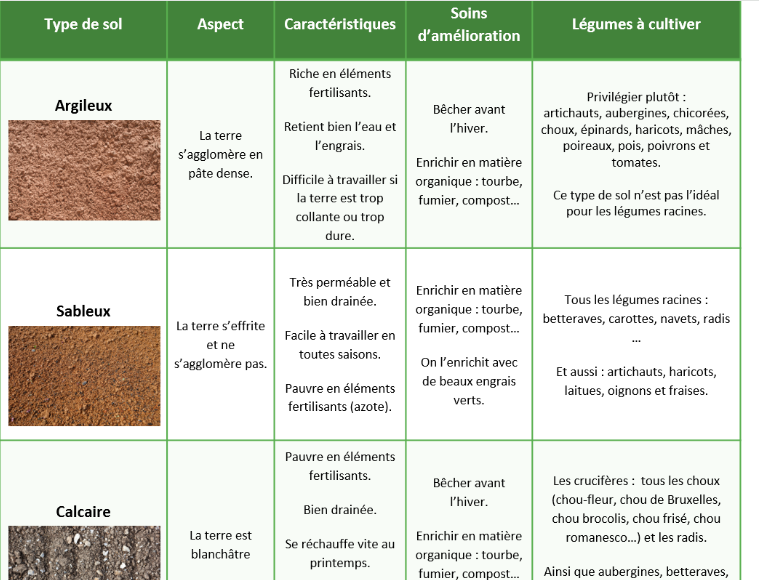 Type de sol
Aspect
Caractéristiques
Soins
d’amélioration
Légumes à cultiver
Argileux
La terre
s’agglomère en
pâte dense.
Riche en éléments
fertilisants.
Retient bien l’eau et
l’engrais.
Difficile à travailler si
la terre est trop
collante ou trop
dure.
Bêcher avant
l’hiver.
Enrichir en matière
organique : tourbe,
fumier, compost…
Privilégier plutôt :
artichauts, aubergines, chicorées,
choux, épinards, haricots, mâches,
poireaux, pois, poivrons et
tomates.
Ce type de sol n’est pas l’idéal
pour les légumes racines.
Sableux
La terre s’effrite
et ne
s’agglomère pas.
Très perméable et
bien drainée.
Facile à travailler en
toutes saisons.
Pauvre en éléments
fertilisants (azote).
Enrichir en matière
organique : tourbe,
fumier, compost…
On l’enrichit avec
de beaux engrais
verts.
Tous les légumes racines :
betteraves, carottes, navets, radis
…
Et aussi : artichauts, haricots,
laitues, oignons et fraises.
Calcaire
La terre est
blanchâtre
Pauvre en éléments
fertilisants.
Bien drainée.
Se réchauffe vite au
printemps.
Bêcher avant
l’hiver.
Enrichir en matière
organique : tourbe,
fumier, compost…
Les crucifères : tous les choux
(chou-fleur, chou de Bruxelles,
chou brocolis, chou frisé, chou
romanesco…) et les radis.
Ainsi que aubergines, betteraves,